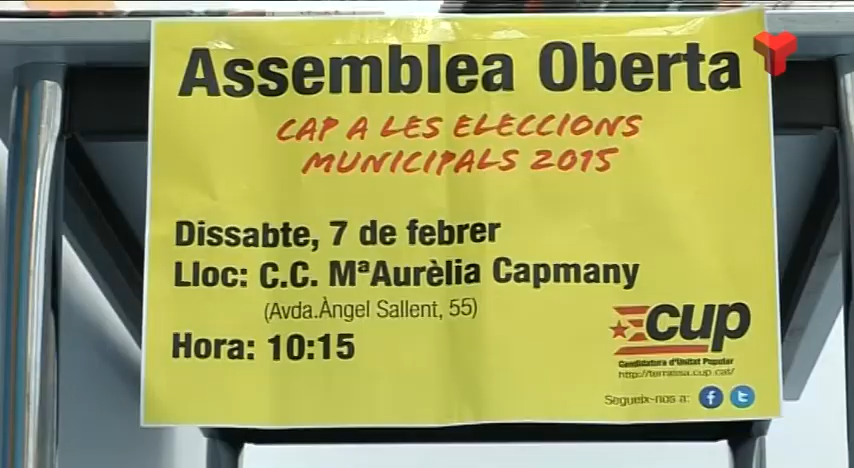 Assemblea Oberta
CAP A LES ELECCIONS
MUNICIPALS 2015
Dissabte, 7 de febrer
Lloc: C.C. MªAurèlia Capmany
(Avda.Àngel Sallent, 55)
Hora: 10:15
cup
Candidatura d'Unitat Popular
http://terrassa.cup.cat/
Segueix-nos a: